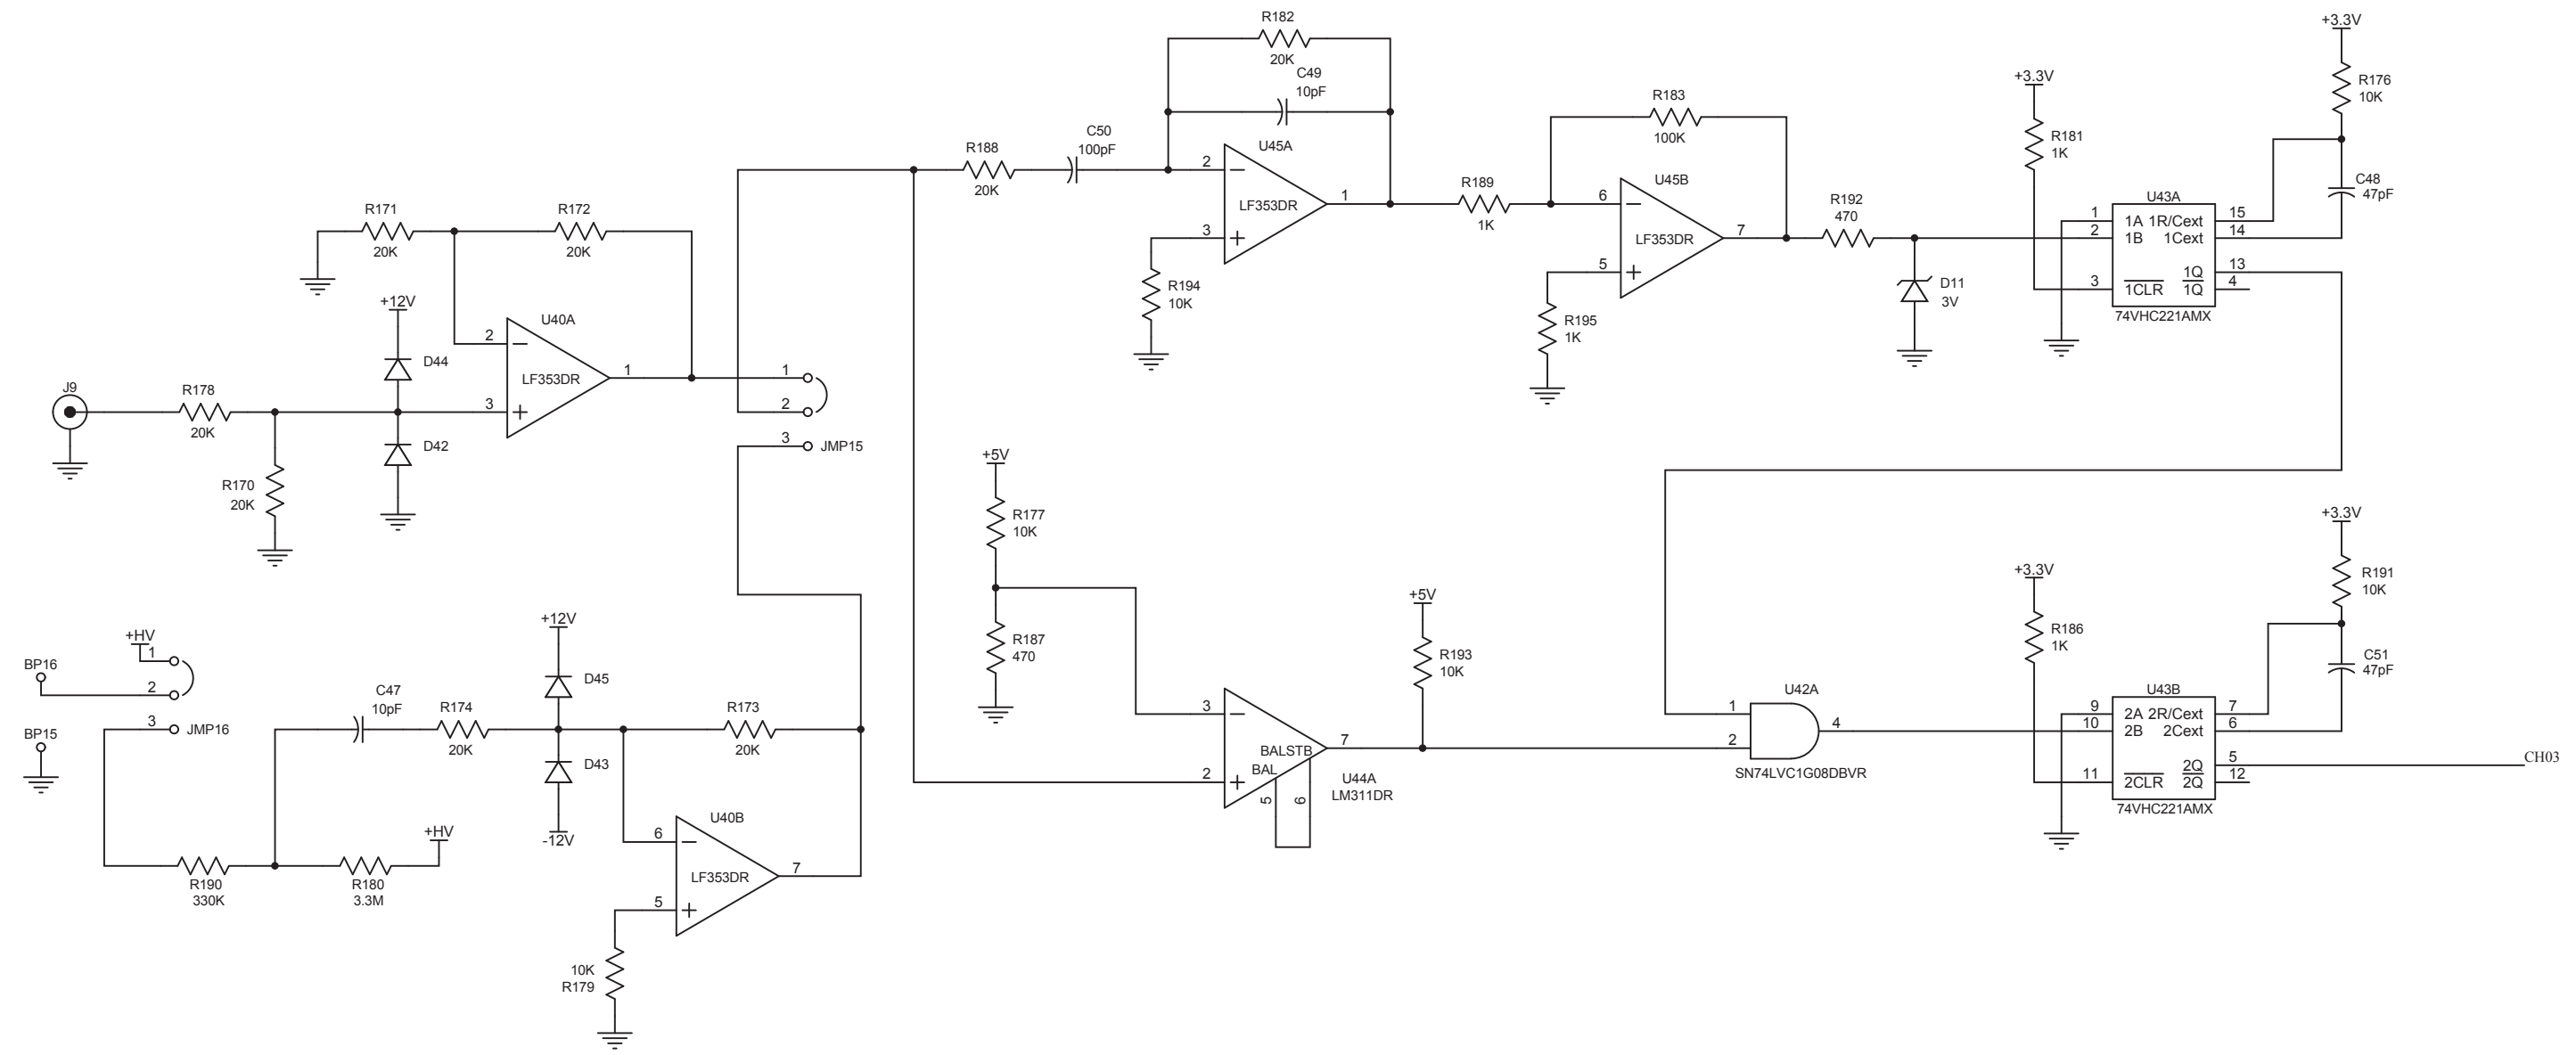 R182
20K
C49
10pF
+3.3V
R176
10K
+3.3V
R181
1K
R183
100K
C50
100pF
R188
20K
U45A
2
3
1
LF353DR
R194
10K
R189
1K
U45B
6
5
7
LF353DR
R195
1K
R192
470
D11
3V
C48
47pF
U43A
1
2
3
1A 1R/Cext
1B 1Cext
1Q
1CLR 1Q
15
14
13
4
74VHC221AMX
R171
20K
R172
20K
+12V
D44
D42
U40A
2
3
1
LF353DR
J9
R178
20K
R170
20K
1
2
3
JMP15
+5V
R177
10K
R187
470
+5V
R193
10K
3
2
7
BALSTB
BAL
5
6
U44A
LM311DR
U42A
1
2
4
SN74LVC1G08DBVR
+3.3V
R191
10K
+3.3V
R186
1K
C51
47pF
U43B
9
10
11
2A 2R/Cext
2B 2Cext
2Q
2CLR 2Q
7
6
5
12
74VHC221AMX
CH03
+HV
BP16
1
2
3
JMP16
BP15
C47
10pF
R174
20K
+12V
D45
D43
-12V
R173
20K
R190
330K
R180
3.3M
+HV
U40B
6
5
7
LF353DR
10K
R179